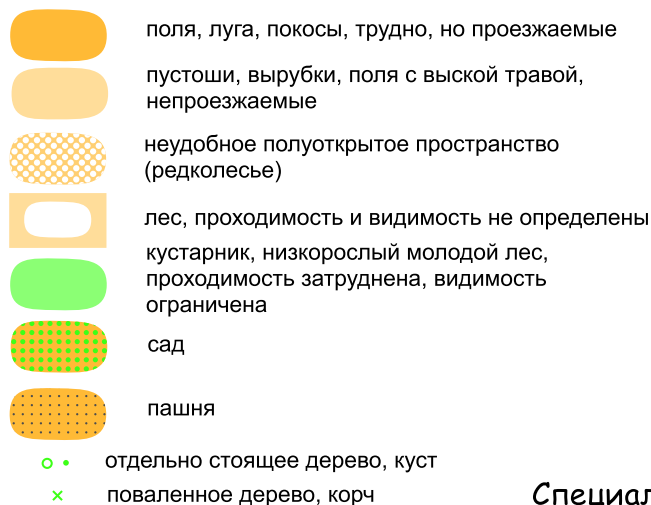 поля, луга, покосы, трудно, но проезжаемые
пустоши, вырубки, поля с выской травой,
непроезжаемые
неудобное полуоткрытое пространство
(редколесье)
лес, проходимость и видимость не определены
кустарник, низкорослый молодой лес,
проходимость затруднена, видимость
ограничена
сад
пашня
отдельно стоящее дерево, куст
поваленное дерево, корч
Специал